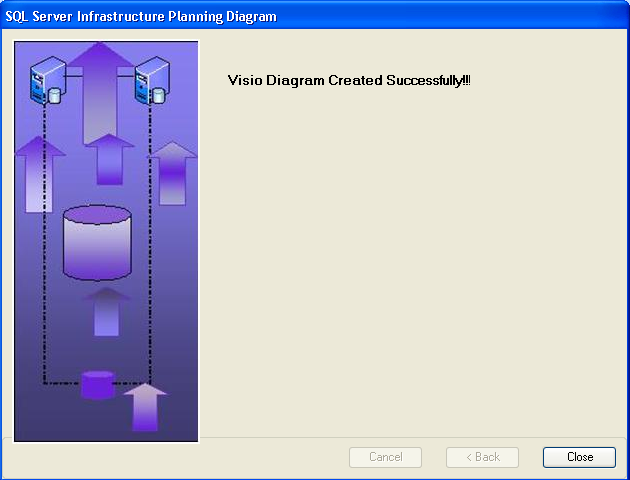 SQL Server Infrastructure Planning Diagram
Visio Diagram Created Successfully!!!
Cancel
< Back
Close